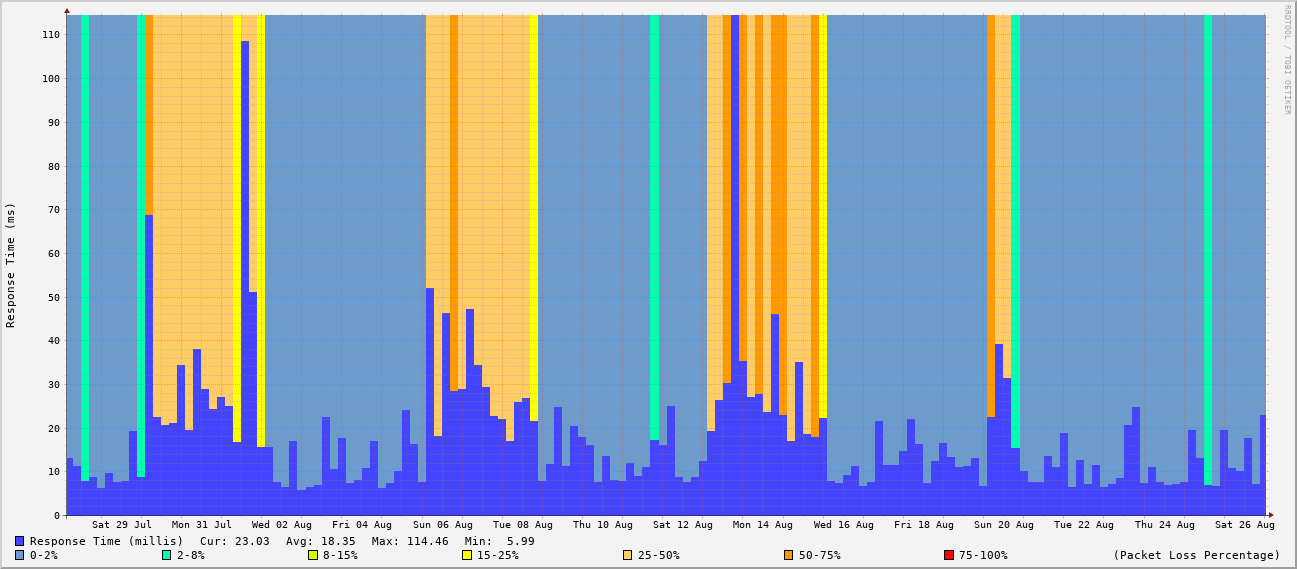 RRDTOOL / TOBI OETIKER
Response Time (ms)
110
100
90
80
70
60
50
40
30
20
10
0
Sat 29 Jul Mon 31 Jul Wed 02 Aug Fri 04 Aug Sun 06 Aug Tue 08 Aug Thu 10 Aug Sat 12 Aug Mon 14 Aug Wed 16 Aug Fri 18 Aug Sun 20 Aug Tue 22 Aug Thu 24 Aug Sat 26 Aug
Response Time (millis) Cur: 23.03 Avg: 18.35 Max: 114.46 Min: 5.99
0-2% 2-8% 8-15% 15-25% 25-50% 50-75% 75-100% (Packet Loss Percentage)